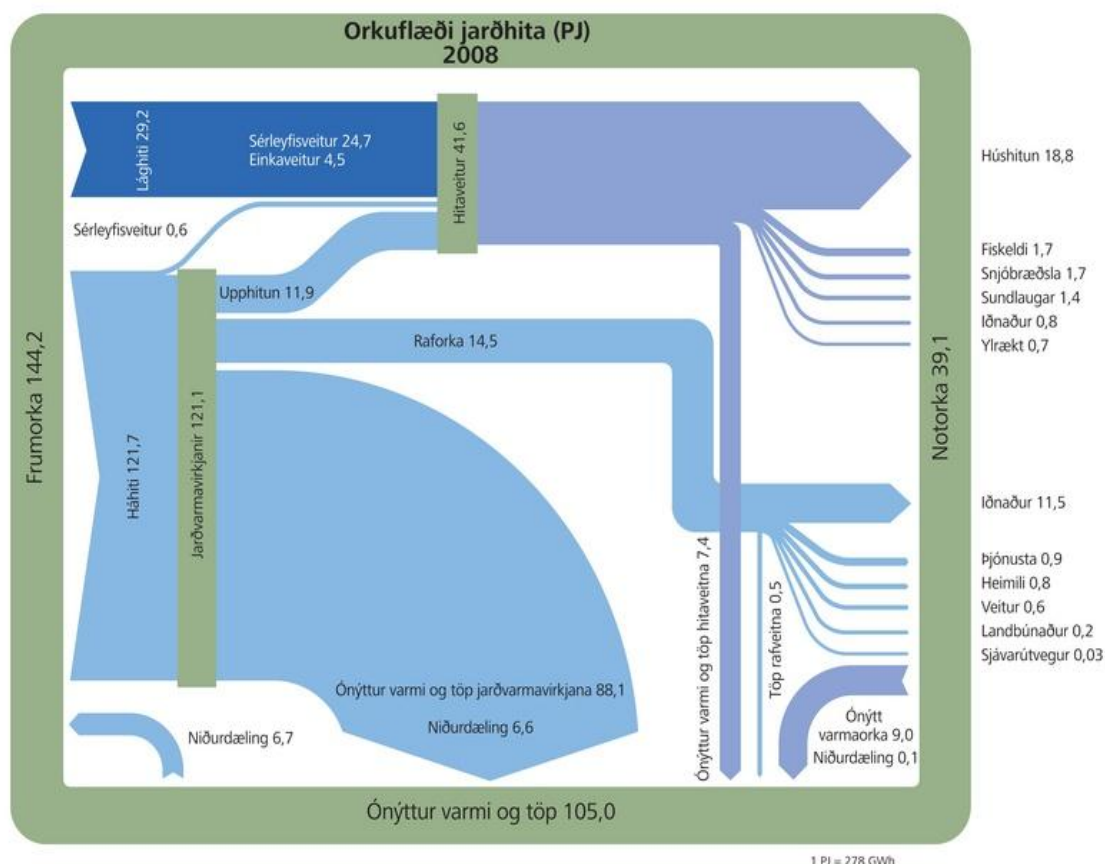 Orkuflæði jarðhita (PJ)
2008
Frumorka 144,2
Lághiti 29,2
Sérleyfisveitur 24,7
Einkaveitur 4,5
Hitaveitur 41,6
Húshitun 18,8
Sérleyfisveitur 0,6
Fiskeldi 1,7
Snjóbræðsla 1,7
Sundlaugar 1,4
Iðnaður 0,8
Ylrækt 0,7
Upphitun 11,9
Raforka 14,5
Háhiti 121,7
Jarðvarmavirkjanir 121,1
Notorka 39,1
Iðnaður 11,5
Þjónusta 0,9
Heimili 0,8
Veitur 0,6
Landbúnaður 0,2
Sjávarútvegur 0,03
Ónýttur varmi og töp hitaveitna 7,4
Töp rafveitna 0,5
Ónýttur varmi og töp jarðvarmavirkjana 88,1
Niðurdæling 6,6
Niðurdæling 6,7
Ónýtt
varmaorka 9,0
Niðurdæling 0,1
Ónýttur varmi og töp 105,0
1 PJ = 278 GWh